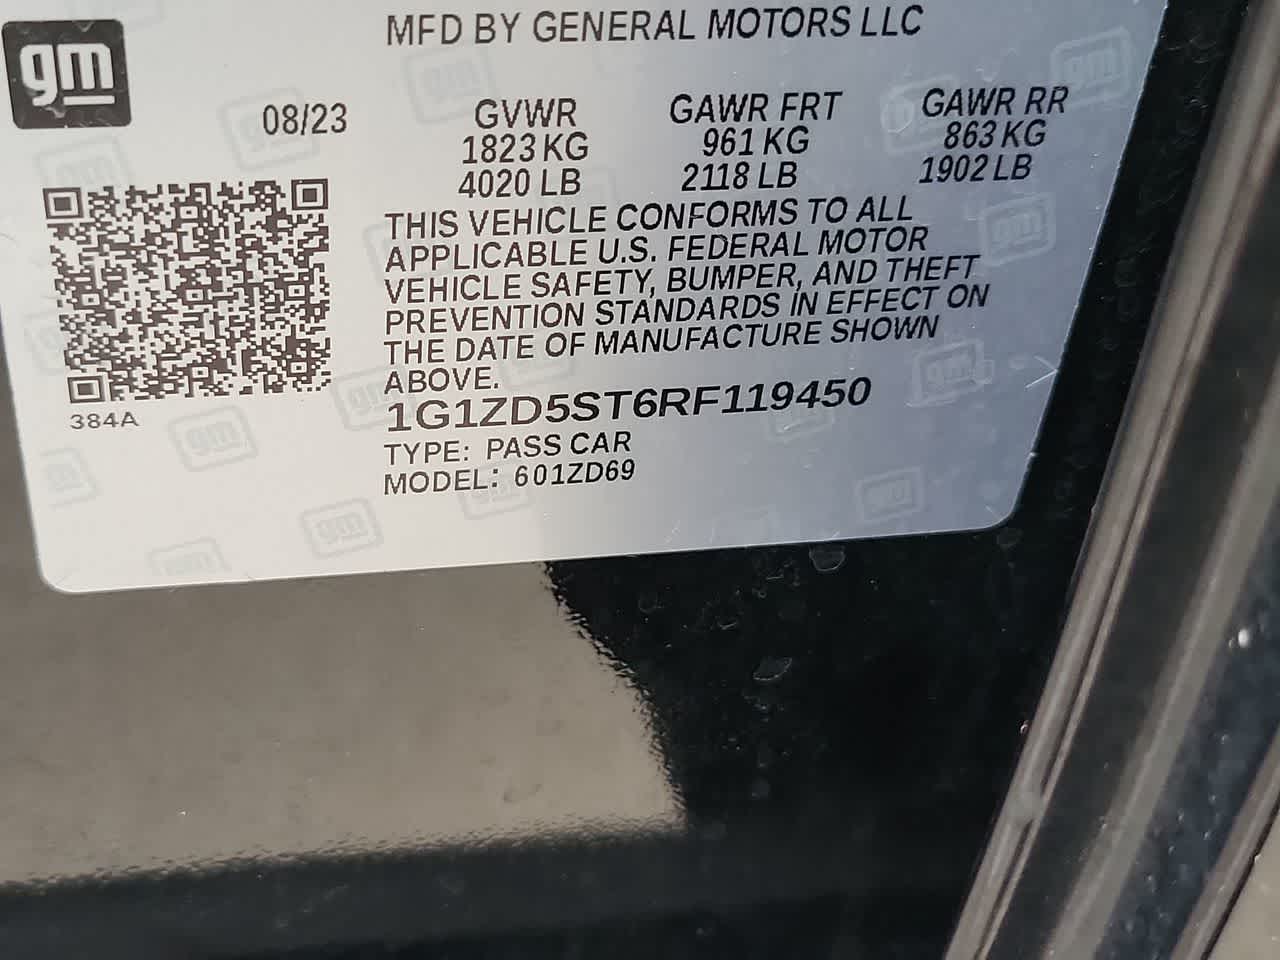 gm
MFD BY GENERAL MOTORS LLC
08/23 GVWR GAWR FRT GAWR RR
1823 KG 961 KG 863 KG
4020 LB 2118 LB 1902 LB
THIS VEHICLE CONFORMS TO ALL
APPLICABLE U.S. FEDERAL MOTOR
VEHICLE SAFETY, BUMPER, AND THEFT
PREVENTION STANDARDS IN EFFECT ON
THE DATE OF MANUFACTURE SHOWN
ABOVE.
384A
1G1ZD5ST6RF119450
TYPE: PASS CAR
MODEL: 601ZD69